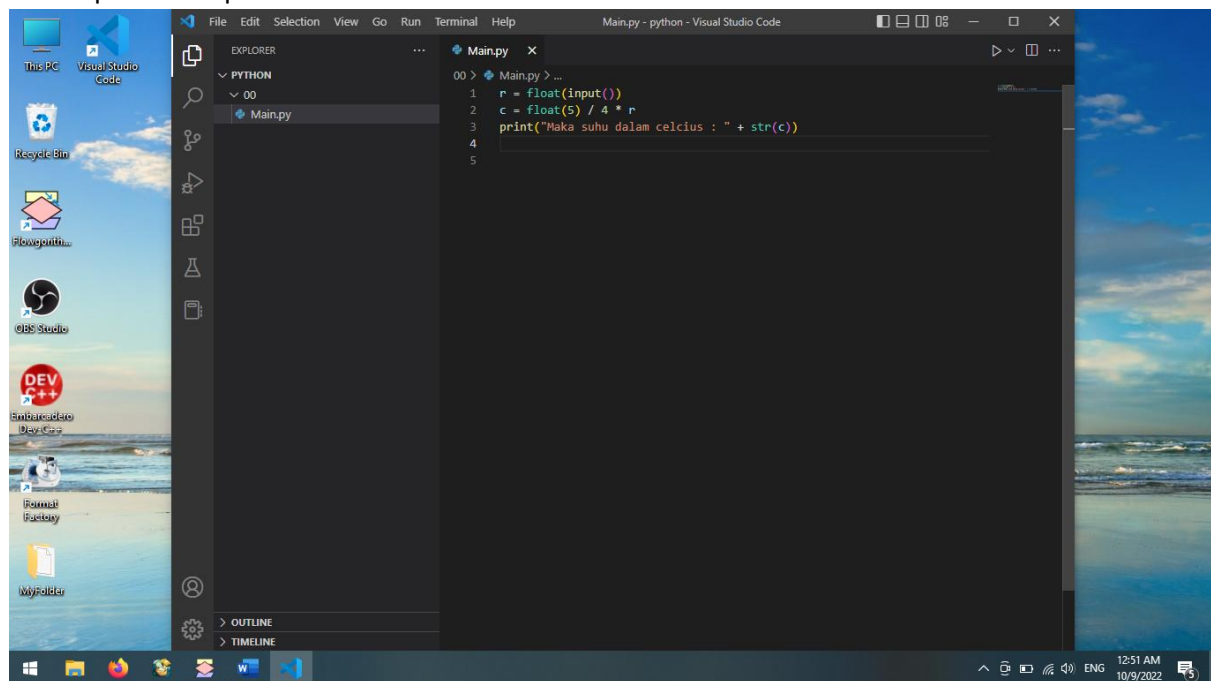 This PC
Visual Studio
Code
Recycle Bin
Flowgorith...
OBS Studio
DEV
C++
Embarcadero
Dev-C++
Format
Factory
MyFolder
File Edit Selection View Go Run Terminal Help
Main.py - python - Visual Studio Code
EXPLORER
PYTHON
00
Main.py
OUTLINE
TIMELINE
Main.py
00 > Main.py > ...
1 r = float(input())
2 c = float(5) / 4 * r
3 print("Maka suhu dalam celcius : " + str(c))
4
5
ENG
12:51 AM
10/9/2022
5